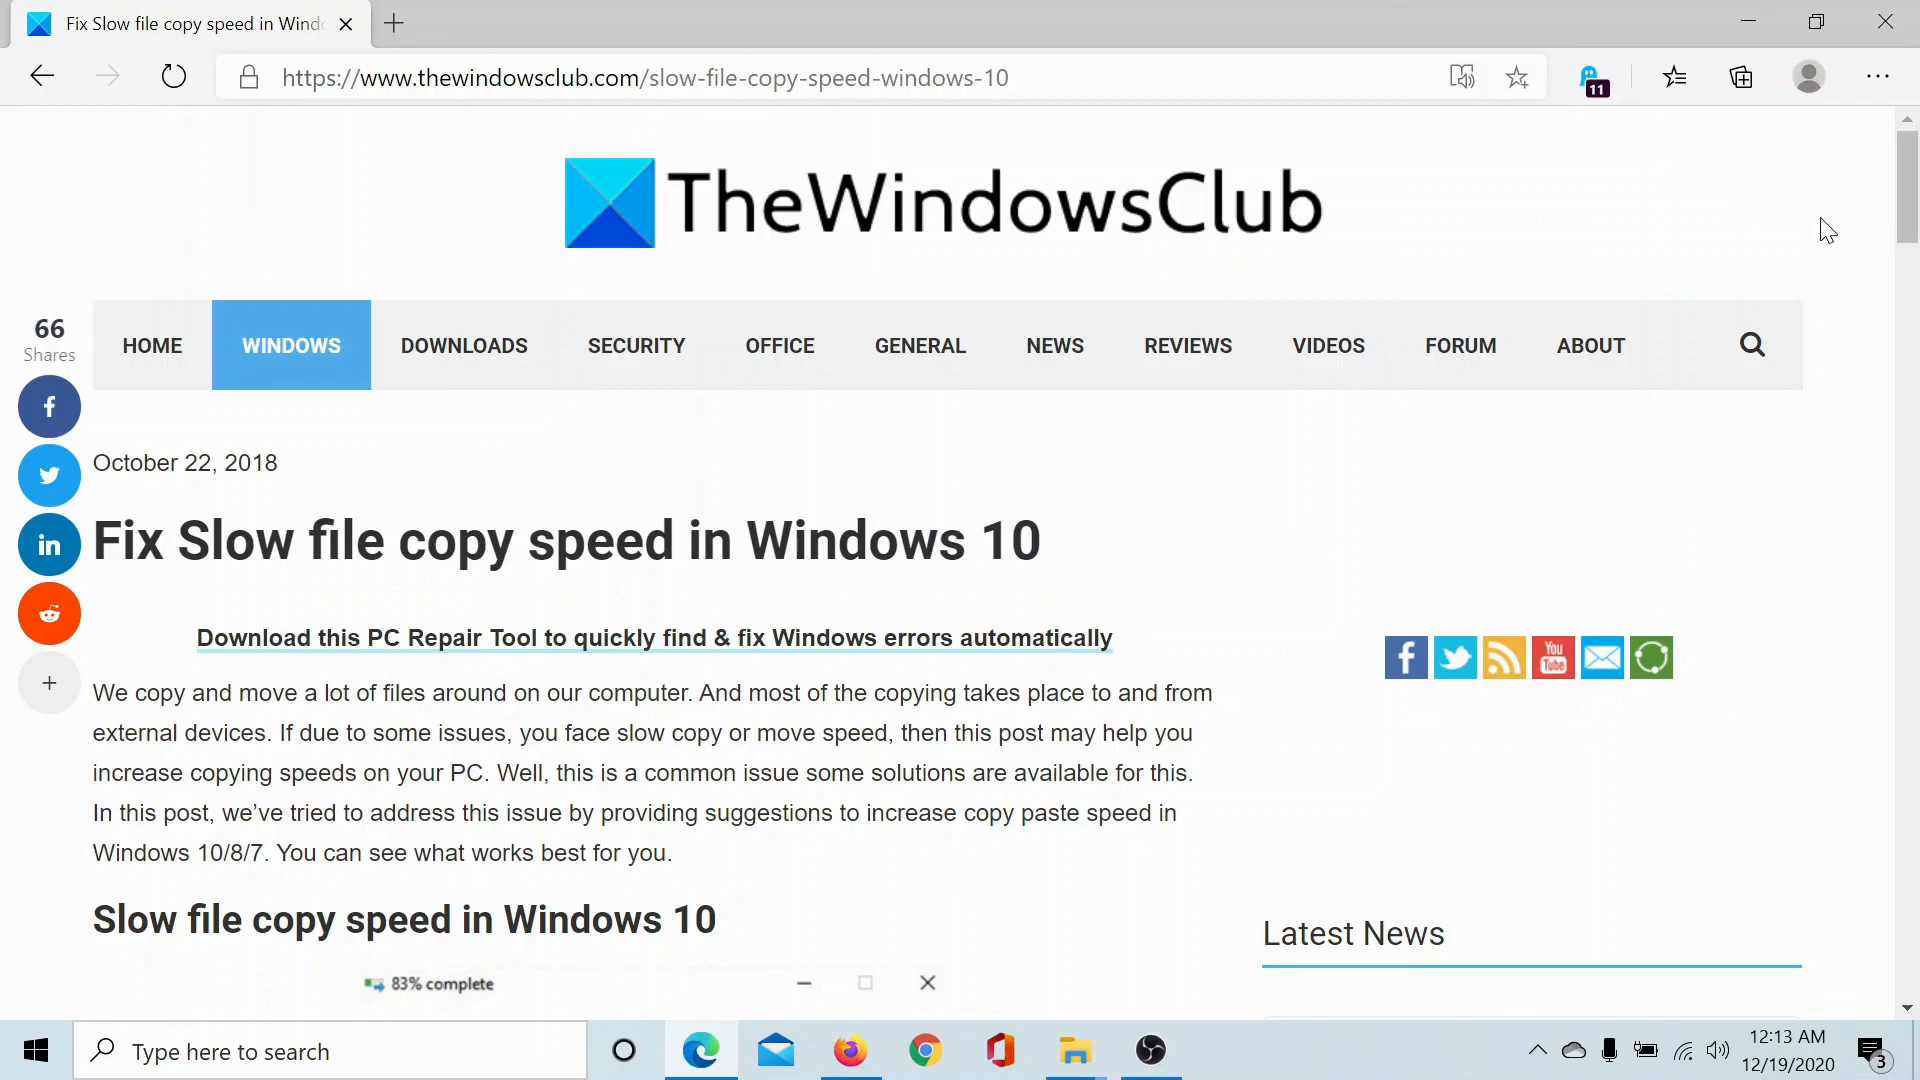 Fix Slow file copy speed in Wind
https://www.thewindowsclub.com/slow-file-copy-speed-windows-10
11
TheWindowsClub
66
Shares
HOME
WINDOWS
DOWNLOADS
SECURITY
OFFICE
GENERAL
NEWS
REVIEWS
VIDEOS
FORUM
ABOUT
October 22, 2018
Fix Slow file copy speed in Windows 10
Download this PC Repair Tool to quickly find & fix Windows errors automatically
You
Tube
We copy and move a lot of files around on our computer. And most of the copying takes place to and from
external devices. If due to some issues, you face slow copy or move speed, then this post may help you
increase copying speeds on your PC. Well, this is a common issue some solutions are available for this.
In this post, we’ve tried to address this issue by providing suggestions to increase copy paste speed in
Windows 10/8/7. You can see what works best for you.
Slow file copy speed in Windows 10
Latest News
83% complete
Type here to search
12:13 AM
12/19/2020
3